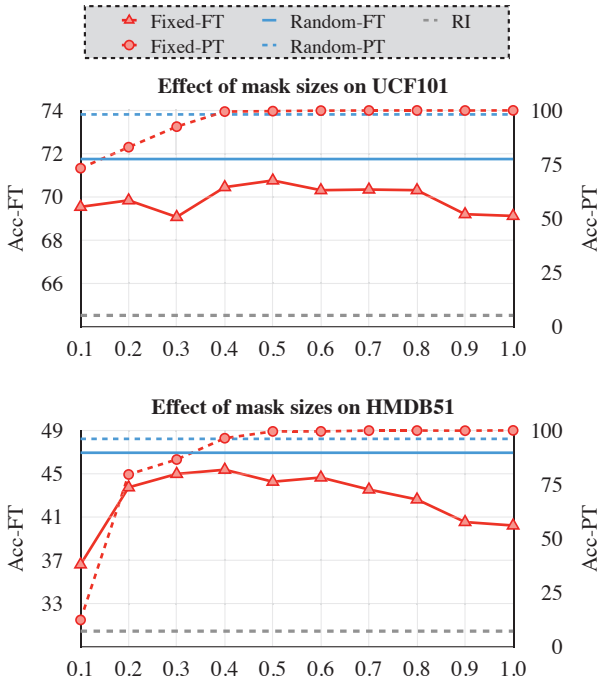 Fixed-FT Random-FT RI
Fixed-PT Random-PT
Effect of mask sizes on UCF101
74 100
72 75
70
68 50
66 25
0
Acc-FT
Acc-PT
0.1 0.2 0.3 0.4 0.5 0.6 0.7 0.8 0.9 1.0
Effect of mask sizes on HMDB51
49 100
45 75
41 50
37 25
33 0
Acc-FT
Acc-PT
0.1 0.2 0.3 0.4 0.5 0.6 0.7 0.8 0.9 1.0